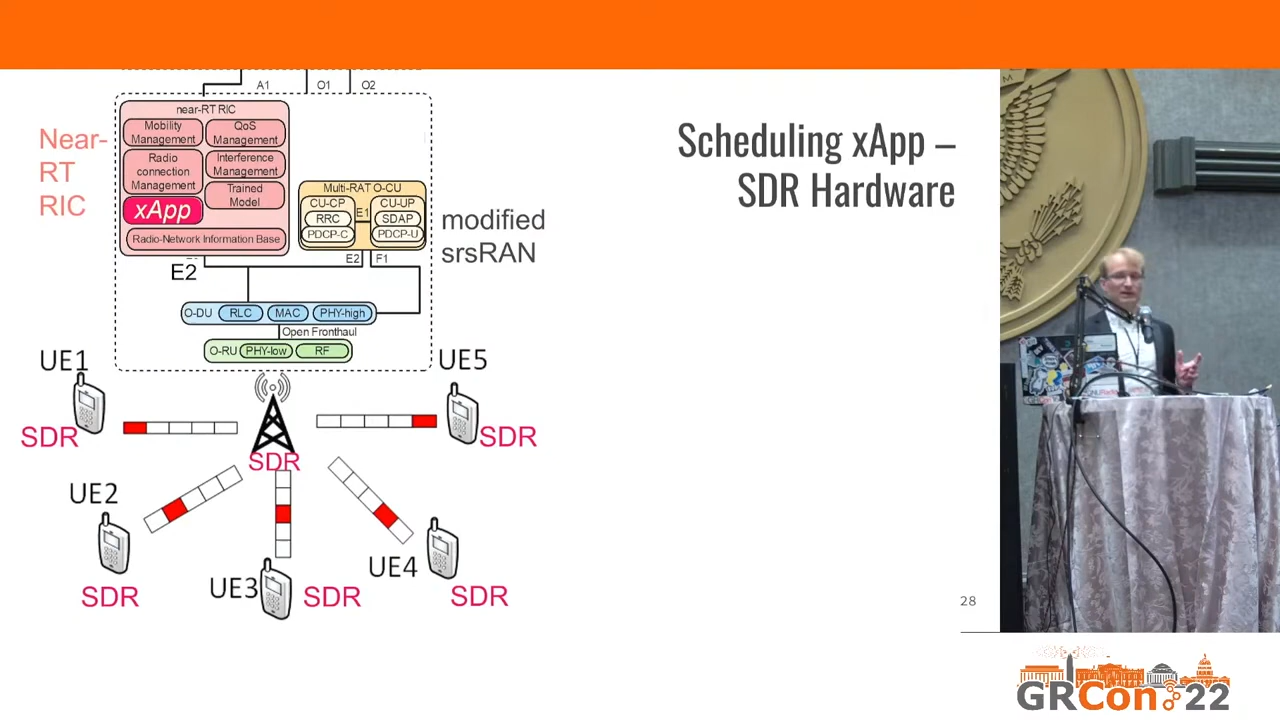 A1
O1
O2
near-RT RIC
Mobility
Management
QoS
Management
Radio
connection
Management
Interference
Management
Trained
Model
xApp
Radio-Network Information Base
Near-
RT
RIC
Multi-RAT O-CU
CU-CP
RRC
PDCP-C
E1
CU-UP
SDAP
PDCP-U
modified
srsRAN
E2
E2
F1
O-DU
RLC
MAC
PHY-high
Open Fronthaul
O-RU
PHY-low
RF
UE1
SDR
UE5
SDR
SDR
UE2
SDR
UE3
SDR
UE4
SDR
Scheduling xApp –
SDR Hardware
28
GRCon 22